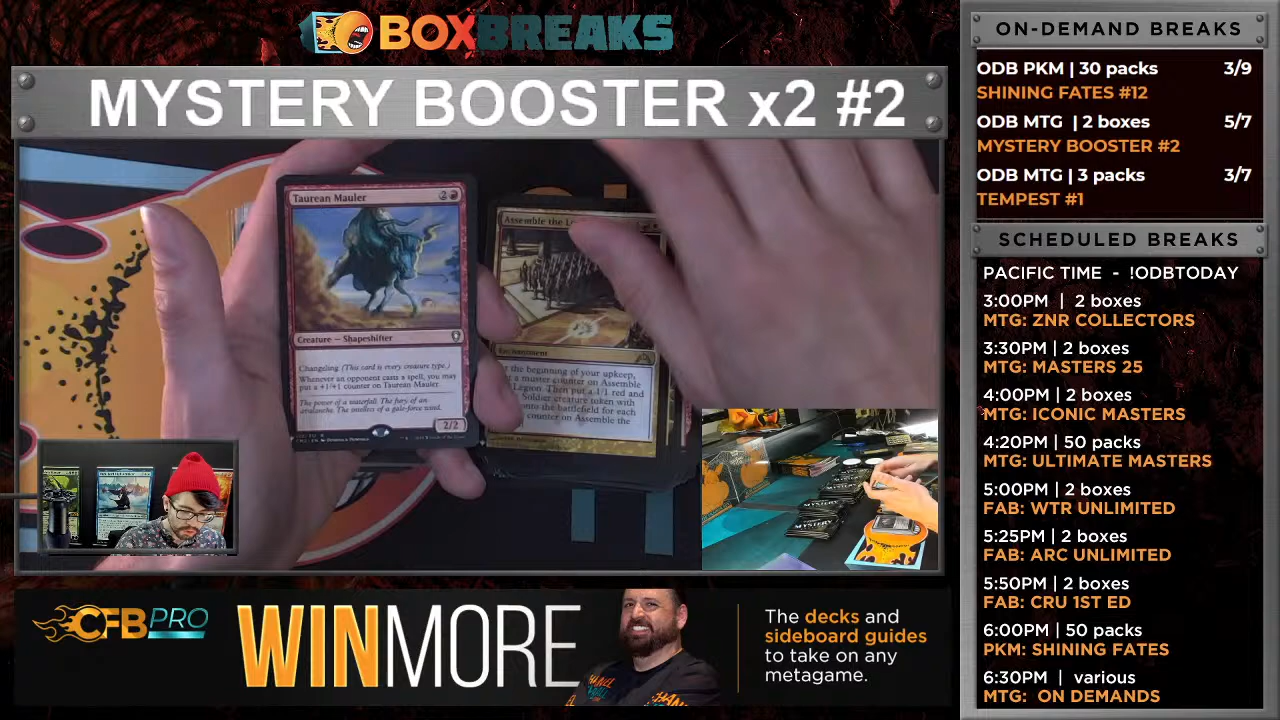 BOXBREAKS
MYSTERY BOOSTER x2 #2
Taurean Mauler
2
Creature — Shapeshifter
Changeling (This card is every creature type.)
Whenever an opponent casts a spell, you may
put a +1/+1 counter on Taurean Mauler.
The power of a waterfall. The fury of an
avalanche. The intellect of a gale-force wind.
2/2
Assemble the
Enchantment
the beginning of your upkeep,
a muster counter on Assemble
Legion. Then put a 1/1 red and
Soldier creature token with
onto the battlefield for each
counter on Assemble the
MYSTERY
CFBPRO
WINMORE
The decks and
sideboard guides
to take on any
metagame.
ON-DEMAND BREAKS
ODB PKM | 30 packs 3/9
SHINING FATES #12
ODB MTG | 2 boxes 5/7
MYSTERY BOOSTER #2
ODB MTG | 3 packs 3/7
TEMPEST #1
SCHEDULED BREAKS
PACIFIC TIME - !ODBTODAY
3:00PM | 2 boxes
MTG: ZNR COLLECTORS
3:30PM | 2 boxes
MTG: MASTERS 25
4:00PM | 2 boxes
MTG: ICONIC MASTERS
4:20PM | 50 packs
MTG: ULTIMATE MASTERS
5:00PM | 2 boxes
FAB: WTR UNLIMITED
5:25PM | 2 boxes
FAB: ARC UNLIMITED
5:50PM | 2 boxes
FAB: CRU 1ST ED
6:00PM | 50 packs
PKM: SHINING FATES
6:30PM | various
MTG: ON DEMANDS